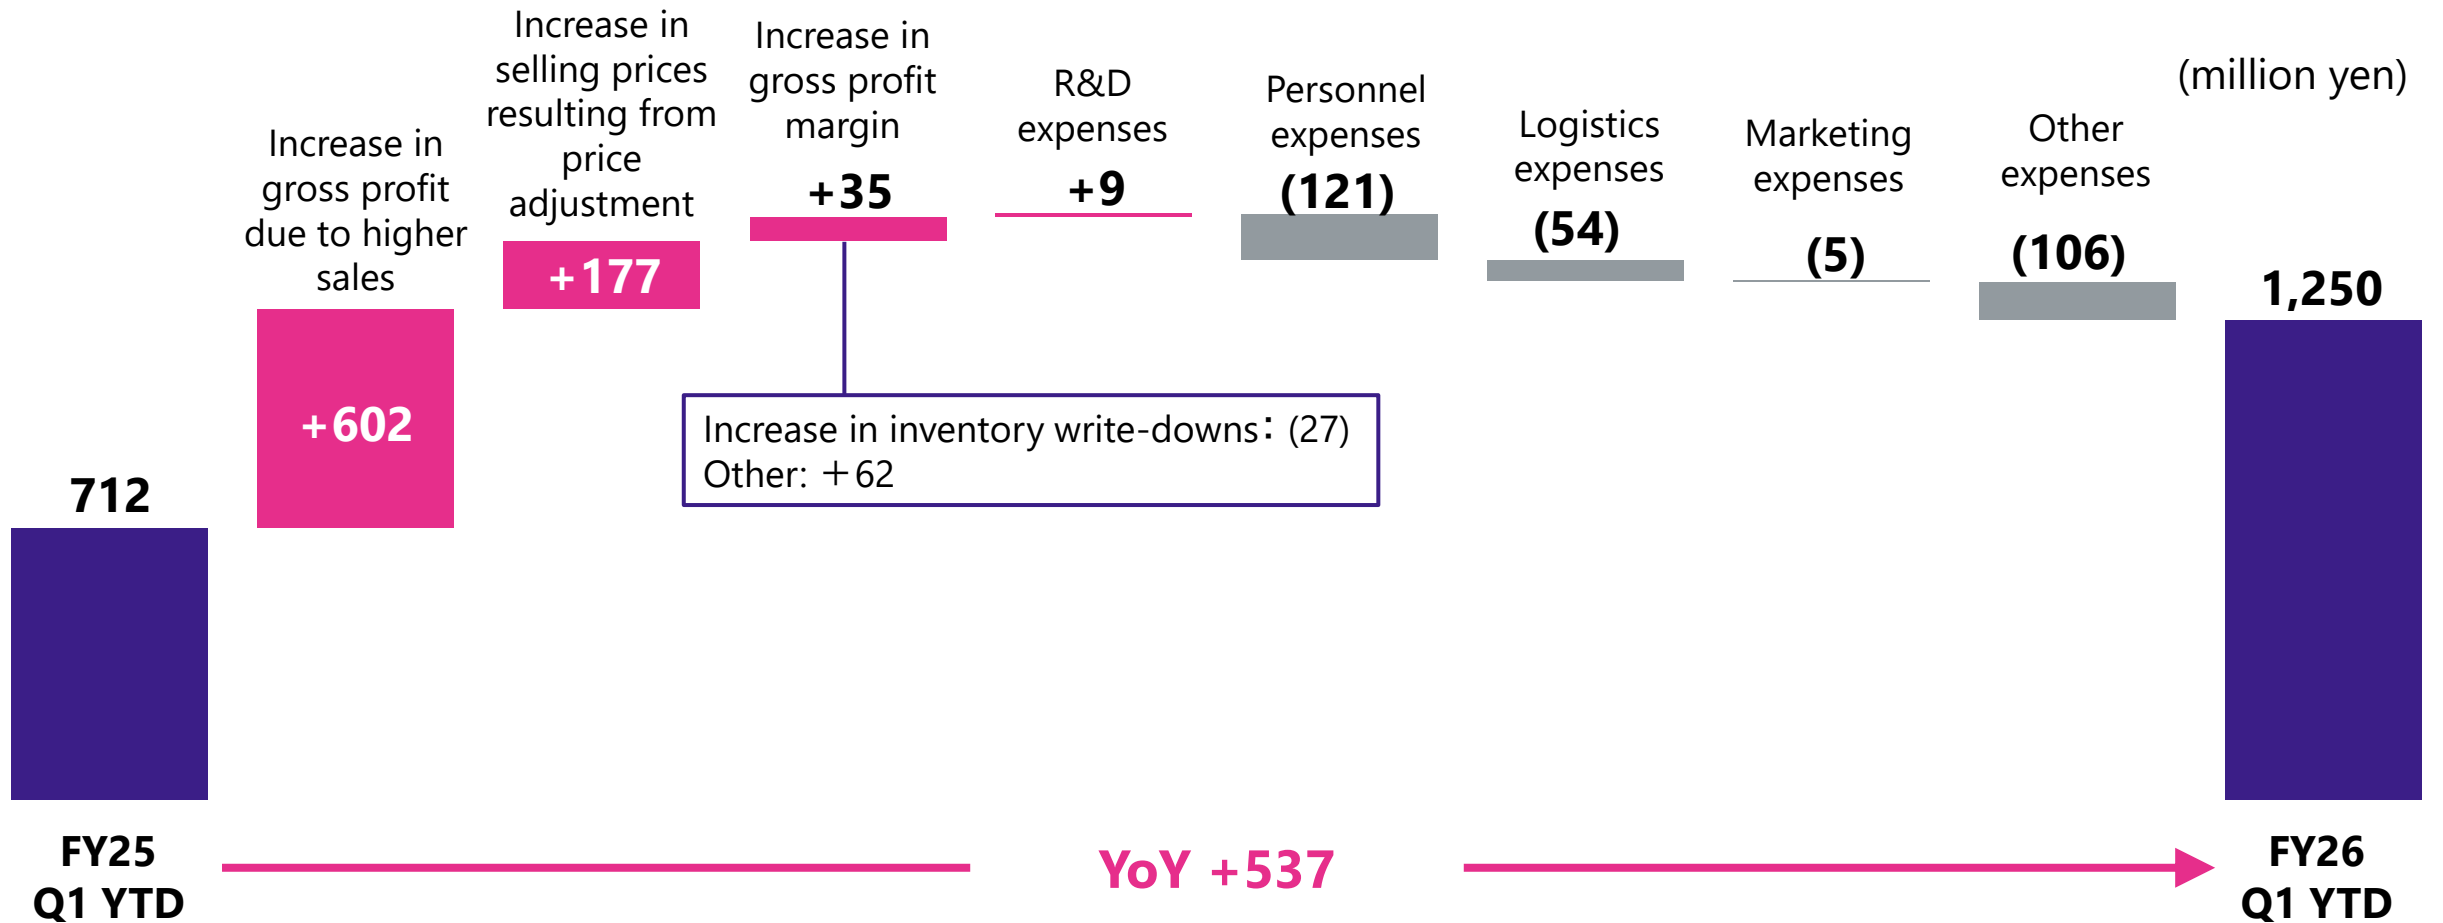 (million yen)
712
Increase in
gross profit
due to higher
sales
+602
Increase in
selling prices
resulting from
price
adjustment
+177
Increase in
gross profit
margin
+35
R&D
expenses
+9
Personnel
expenses
(121)
Logistics
expenses
(54)
Marketing
expenses
(5)
Other
expenses
(106)
1,250
Increase in inventory write-downs：(27)
Other: ＋62
FY25
Q1 YTD
YoY +537
FY26
Q1 YTD